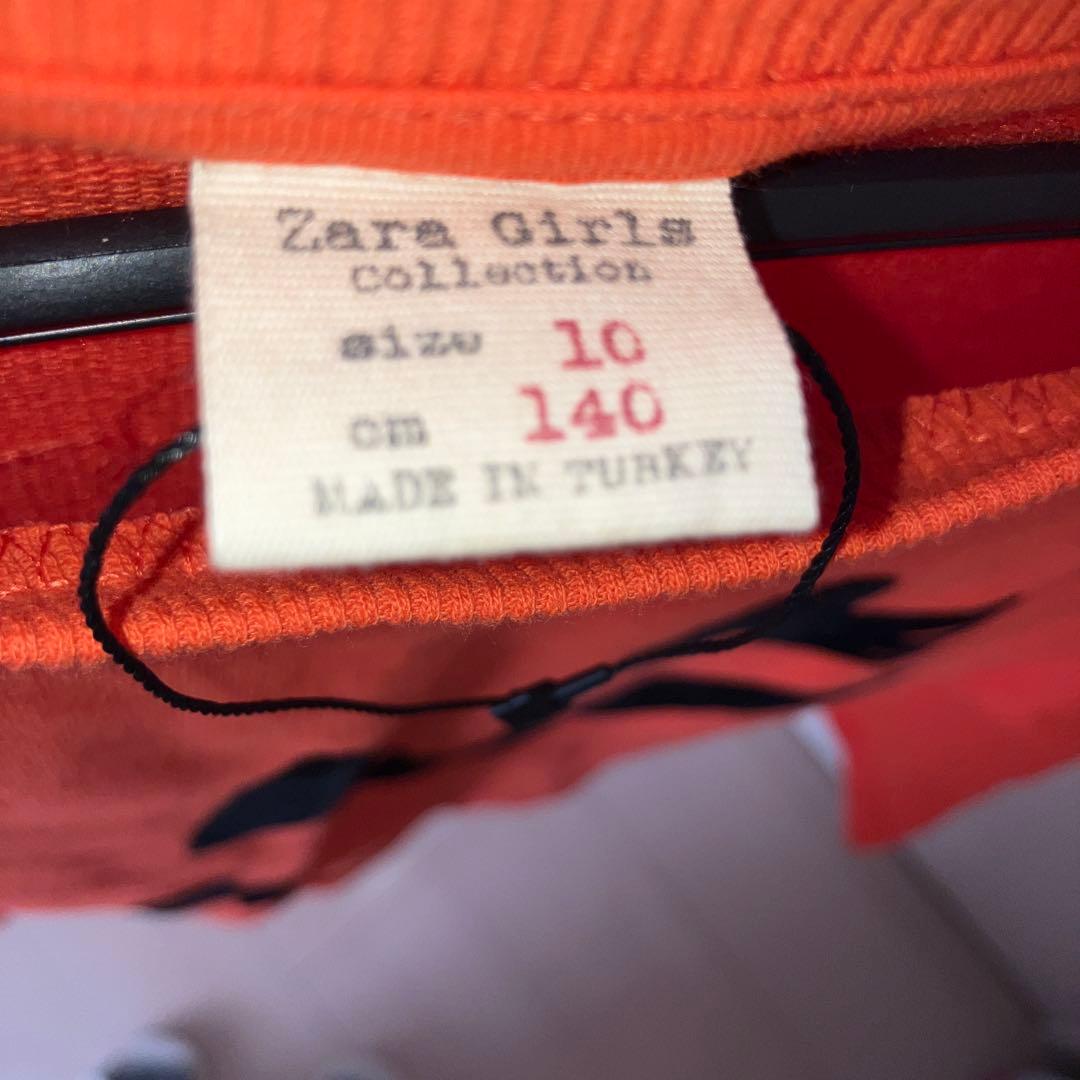 Zara Girls
Collection
size 10
cm 140
MADE IN TURKEY